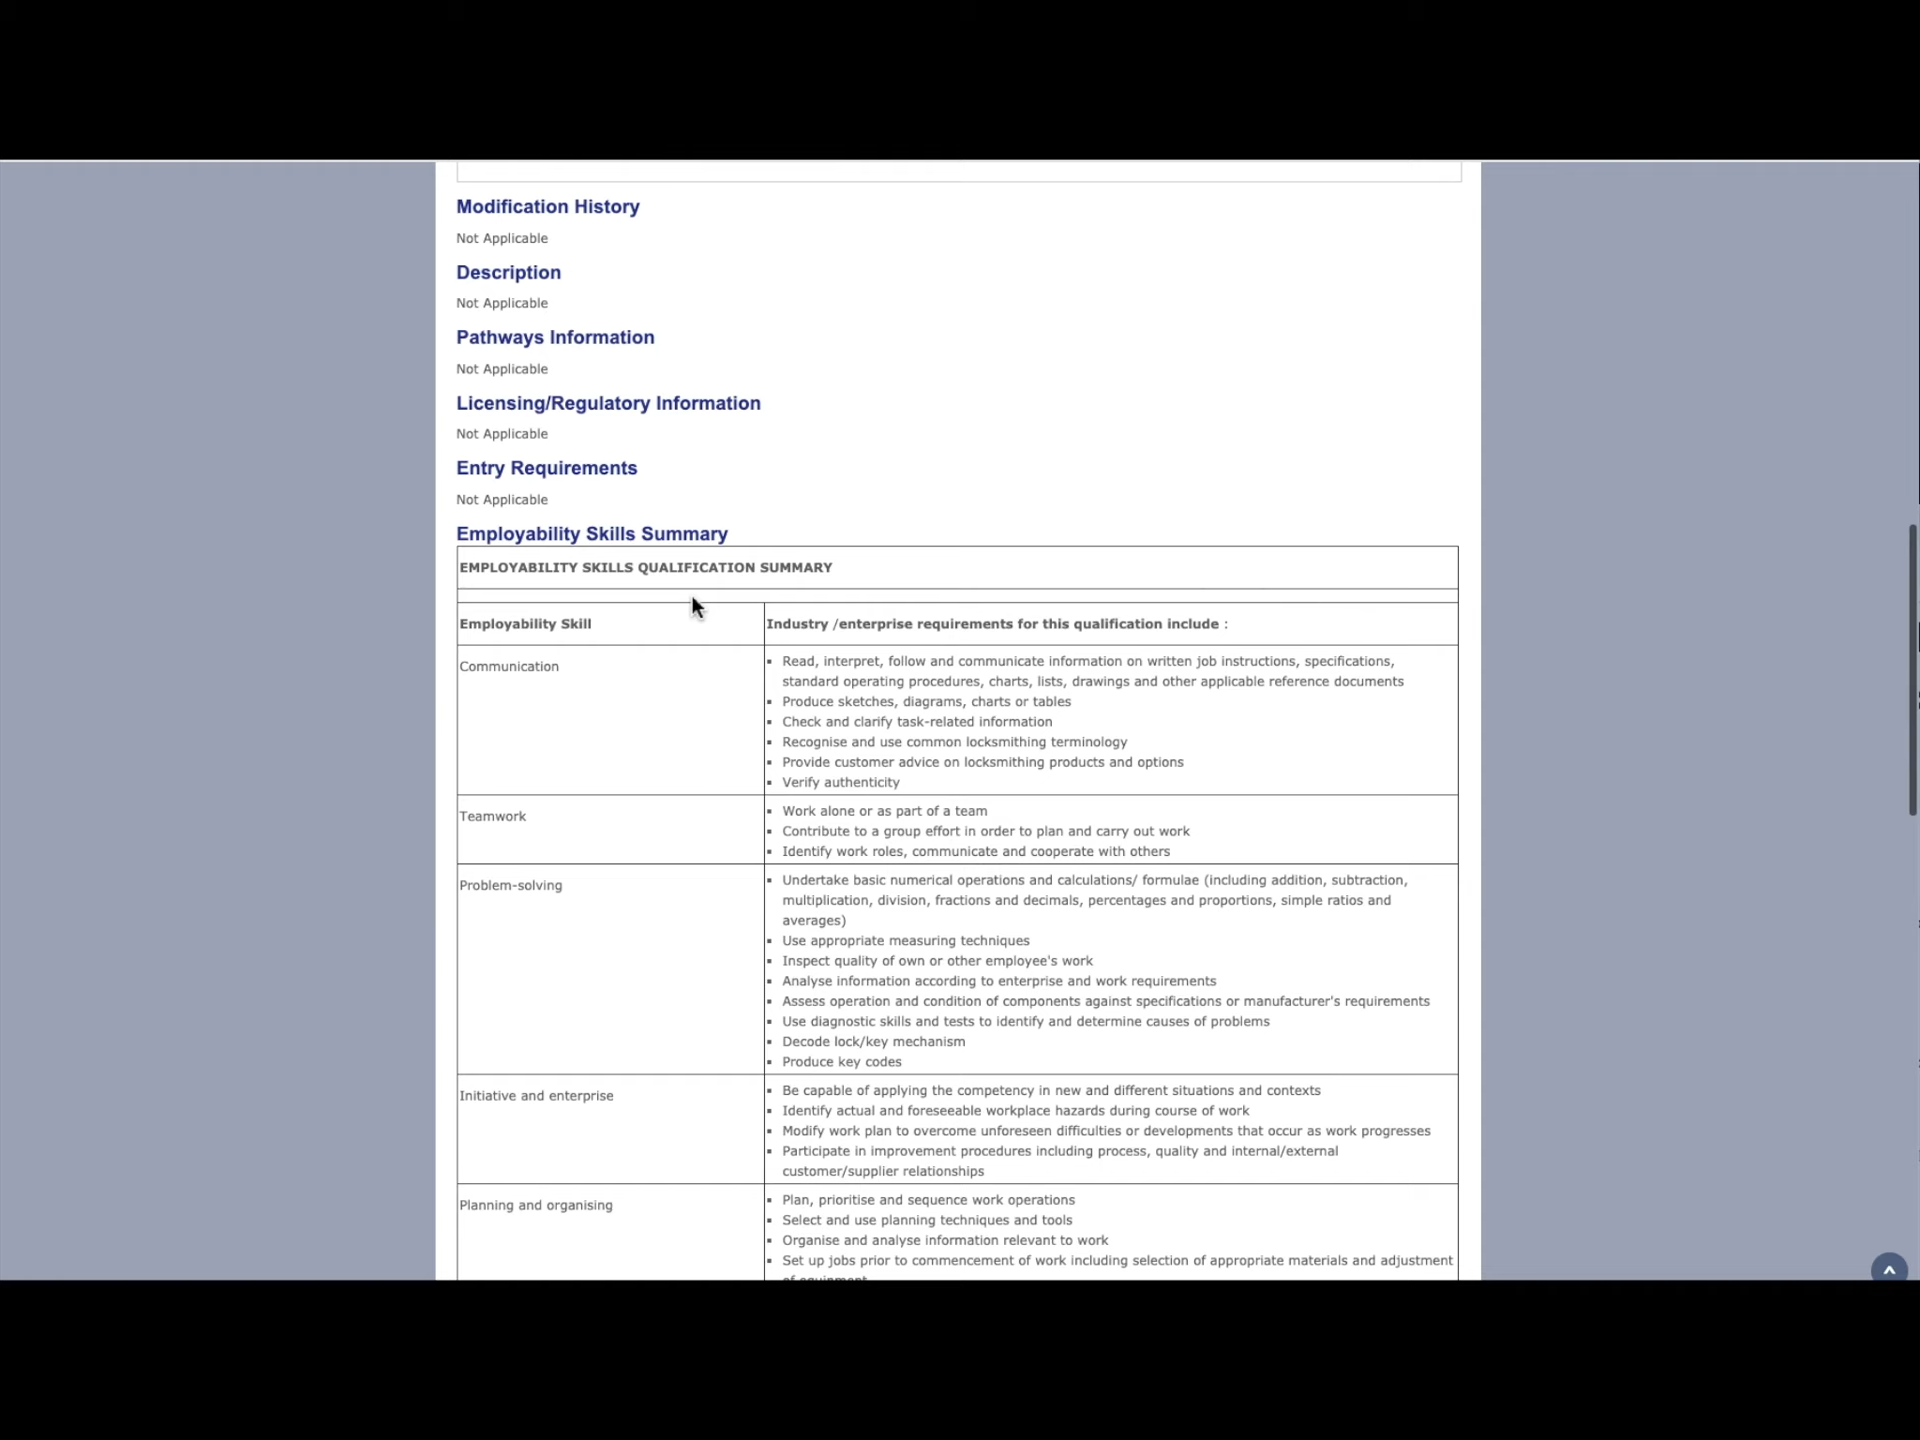 Modification History
Not Applicable
Description
Not Applicable
Pathways Information
Not Applicable
Licensing/Regulatory Information
Not Applicable
Entry Requirements
Not Applicable
Employability Skills Summary
EMPLOYABILITY SKILLS QUALIFICATION SUMMARY
Employability Skill
Industry /enterprise requirements for this qualification include :
Communication
▪ Read, interpret, follow and communicate information on written job instructions, specifications,
standard operating procedures, charts, lists, drawings and other applicable reference documents
▪ Produce sketches, diagrams, charts or tables
▪ Check and clarify task-related information
▪ Recognise and use common locksmithing terminology
▪ Provide customer advice on locksmithing products and options
▪ Verify authenticity
Teamwork
▪ Work alone or as part of a team
▪ Contribute to a group effort in order to plan and carry out work
▪ Identify work roles, communicate and cooperate with others
Problem-solving
▪ Undertake basic numerical operations and calculations/ formulae (including addition, subtraction,
multiplication, division, fractions and decimals, percentages and proportions, simple ratios and
averages)
▪ Use appropriate measuring techniques
▪ Inspect quality of own or other employee's work
▪ Analyse information according to enterprise and work requirements
▪ Assess operation and condition of components against specifications or manufacturer's requirements
▪ Use diagnostic skills and tests to identify and determine causes of problems
▪ Decode lock/key mechanism
▪ Produce key codes
Initiative and enterprise
▪ Be capable of applying the competency in new and different situations and contexts
▪ Identify actual and foreseeable workplace hazards during course of work
▪ Modify work plan to overcome unforeseen difficulties or developments that occur as work progresses
▪ Participate in improvement procedures including process, quality and internal/external
customer/supplier relationships
Planning and organising
▪ Plan, prioritise and sequence work operations
▪ Select and use planning techniques and tools
▪ Organise and analyse information relevant to work
▪ Set up jobs prior to commencement of work including selection of appropriate materials and adjustment
of equipment